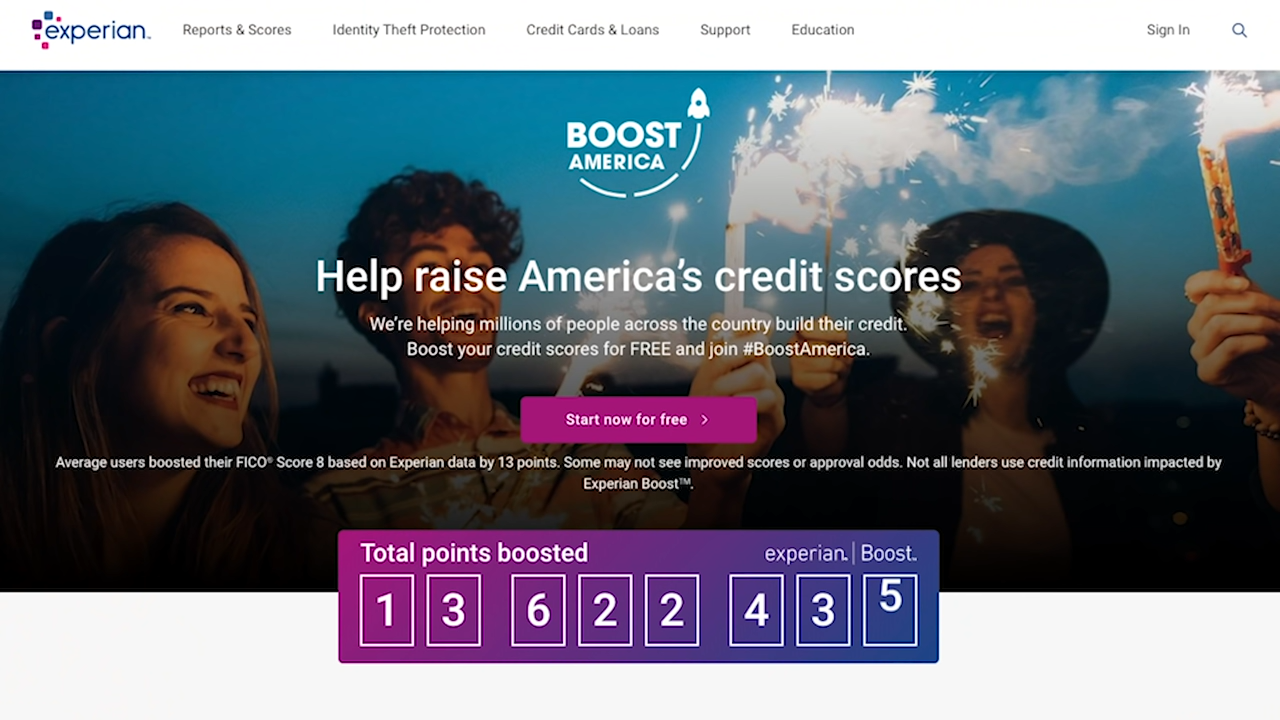 experian™
Reports & Scores
Identity Theft Protection
Credit Cards & Loans
Support
Education
Sign In
BOOST
AMERICA
Help raise America's credit scores
We're helping millions of people across the country build their credit.
Boost your credit scores for FREE and join #BoostAmerica.
Start now for free
Average users boosted their FICO® Score 8 based on Experian data by 13 points. Some may not see improved scores or approval odds. Not all lenders use credit information impacted by
Experian Boost™.
Total points boosted
experian. | Boost™
1 3 6 2 2 4 3 5